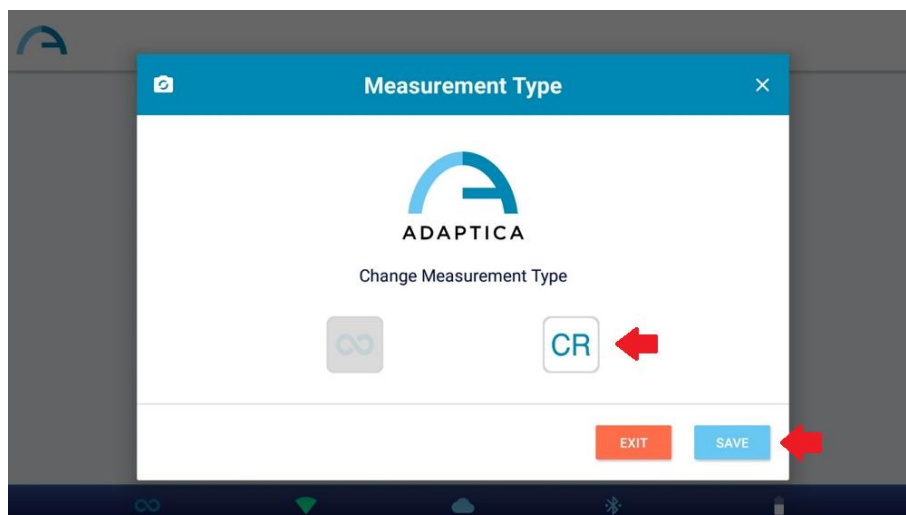 Measurement Type
ADAPTICA
Change Measurement Type
∞ CR
EXIT SAVE